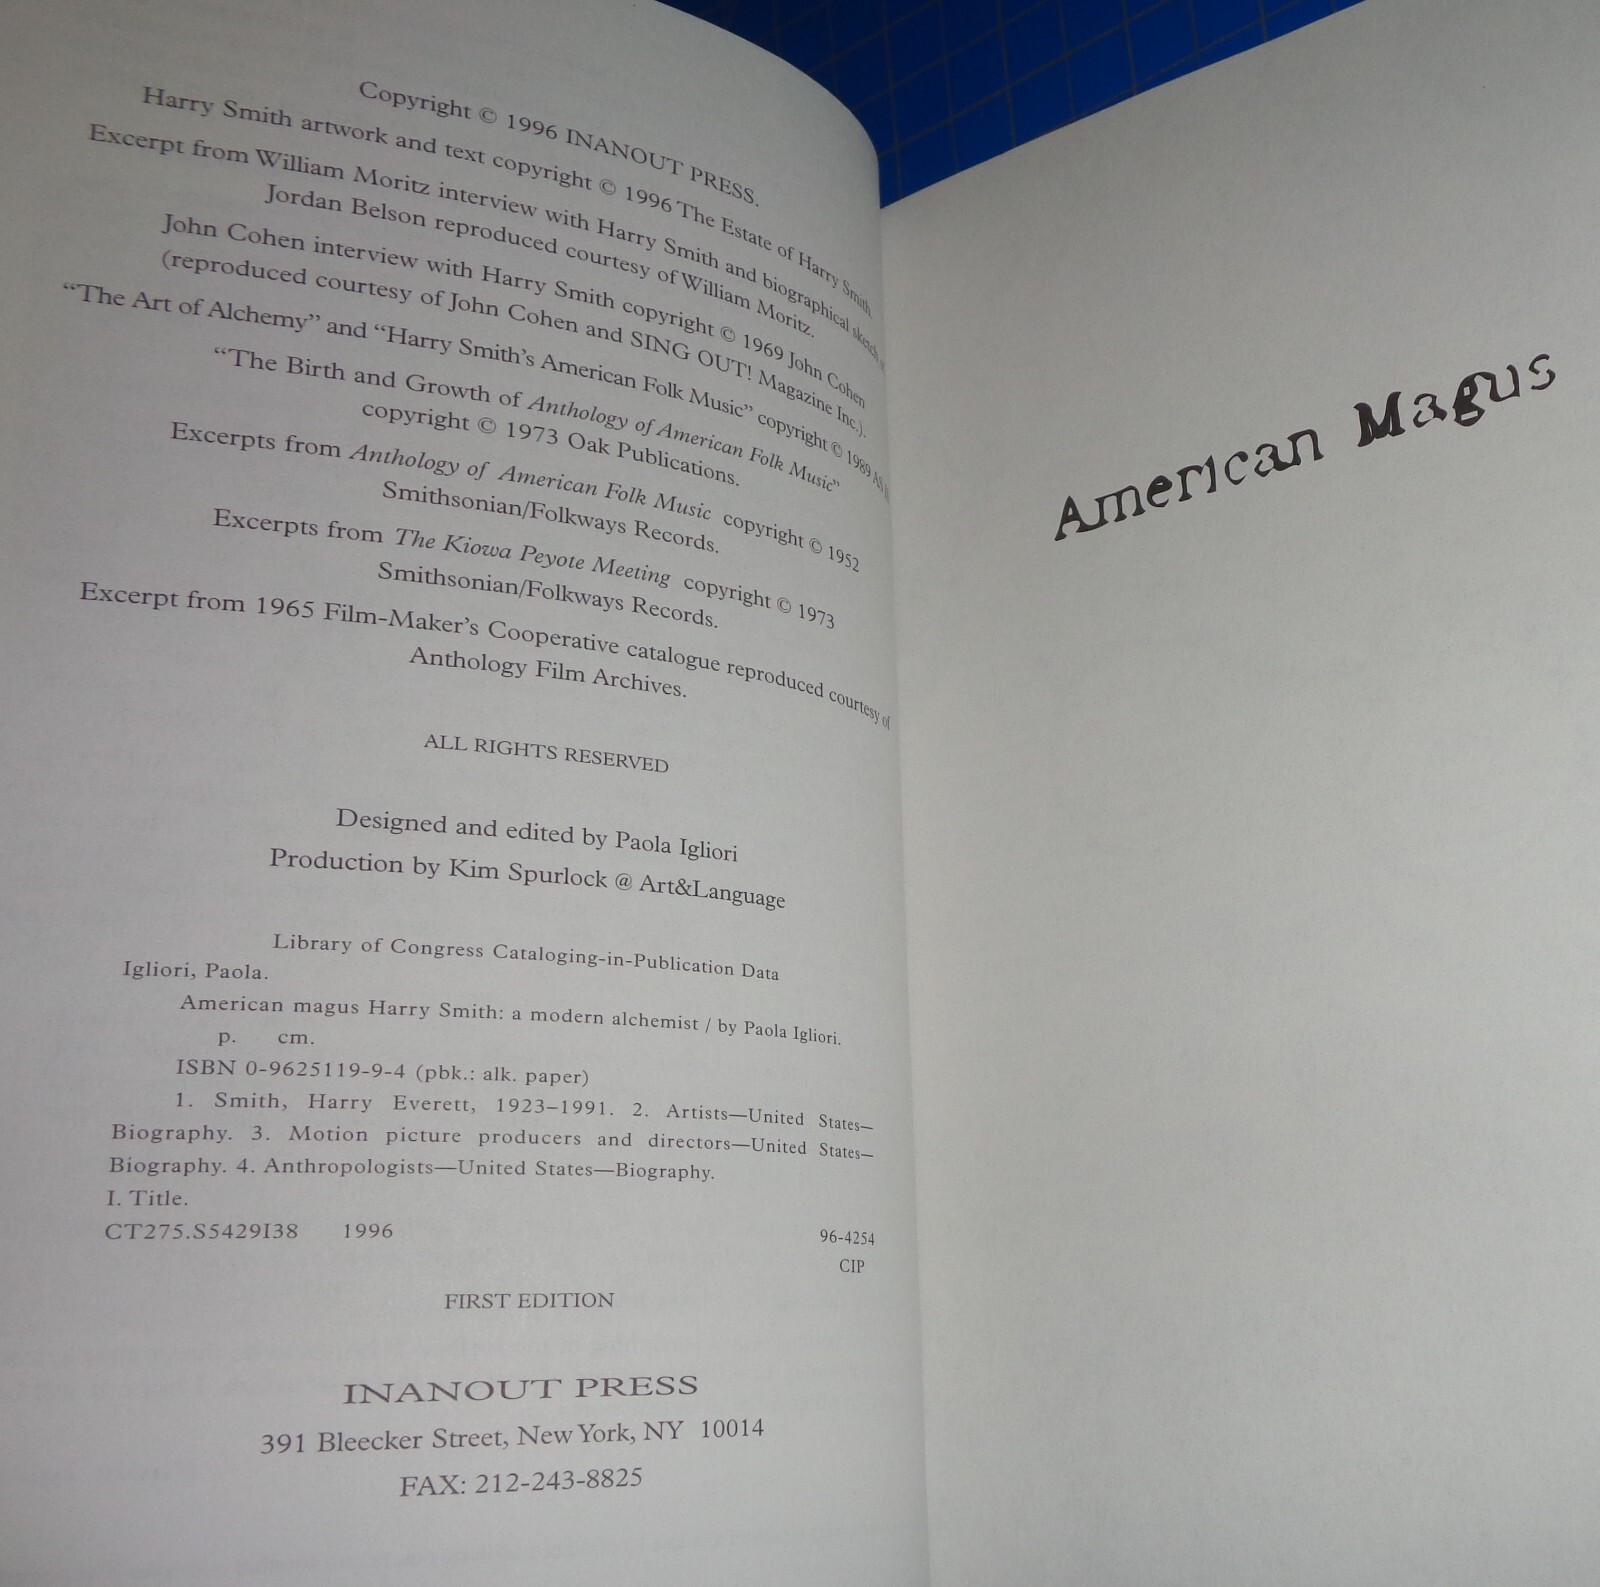 Copyright © 1996 INANOUT PRESS.
Harry Smith artwork and text copyright © 1996 The Estate of Harry Smith.
Excerpt from William Moritz interview with Harry Smith and biographical sketch
Jordan Belson reproduced courtesy of William Moritz.
John Cohen interview with Harry Smith copyright © 1969 John Cohen
(reproduced courtesy of John Cohen and SING OUT! Magazine Inc.).
“The Art of Alchemy” and “Harry Smith’s American Folk Music” copyright © 1989
“The Birth and Growth of Anthology of American Folk Music”
copyright © 1973 Oak Publications.
Excerpts from Anthology of American Folk Music copyright © 1952
Smithsonian/Folkways Records.
Excerpts from The Kiowa Peyote Meeting copyright © 1973
Smithsonian/Folkways Records.
Excerpt from 1965 Film-Maker’s Cooperative catalogue reproduced courtesy of
Anthology Film Archives.
ALL RIGHTS RESERVED
Designed and edited by Paola Igliori
Production by Kim Spurlock @ Art&Language
Library of Congress Cataloging-in-Publication Data
Igliori, Paola.
American magus Harry Smith: a modern alchemist / by Paola Igliori.
p. cm.
ISBN 0-9625119-9-4 (pbk.: alk. paper)
1. Smith, Harry Everett, 1923–1991. 2. Artists—United States—
Biography. 3. Motion picture producers and directors—United States—
Biography. 4. Anthropologists—United States—Biography.
I. Title.
CT275.S5429I38 1996 96-4254
CIP
FIRST EDITION
INANOUT PRESS
391 Bleecker Street, New York, NY 10014
FAX: 212-243-8825
American Magus